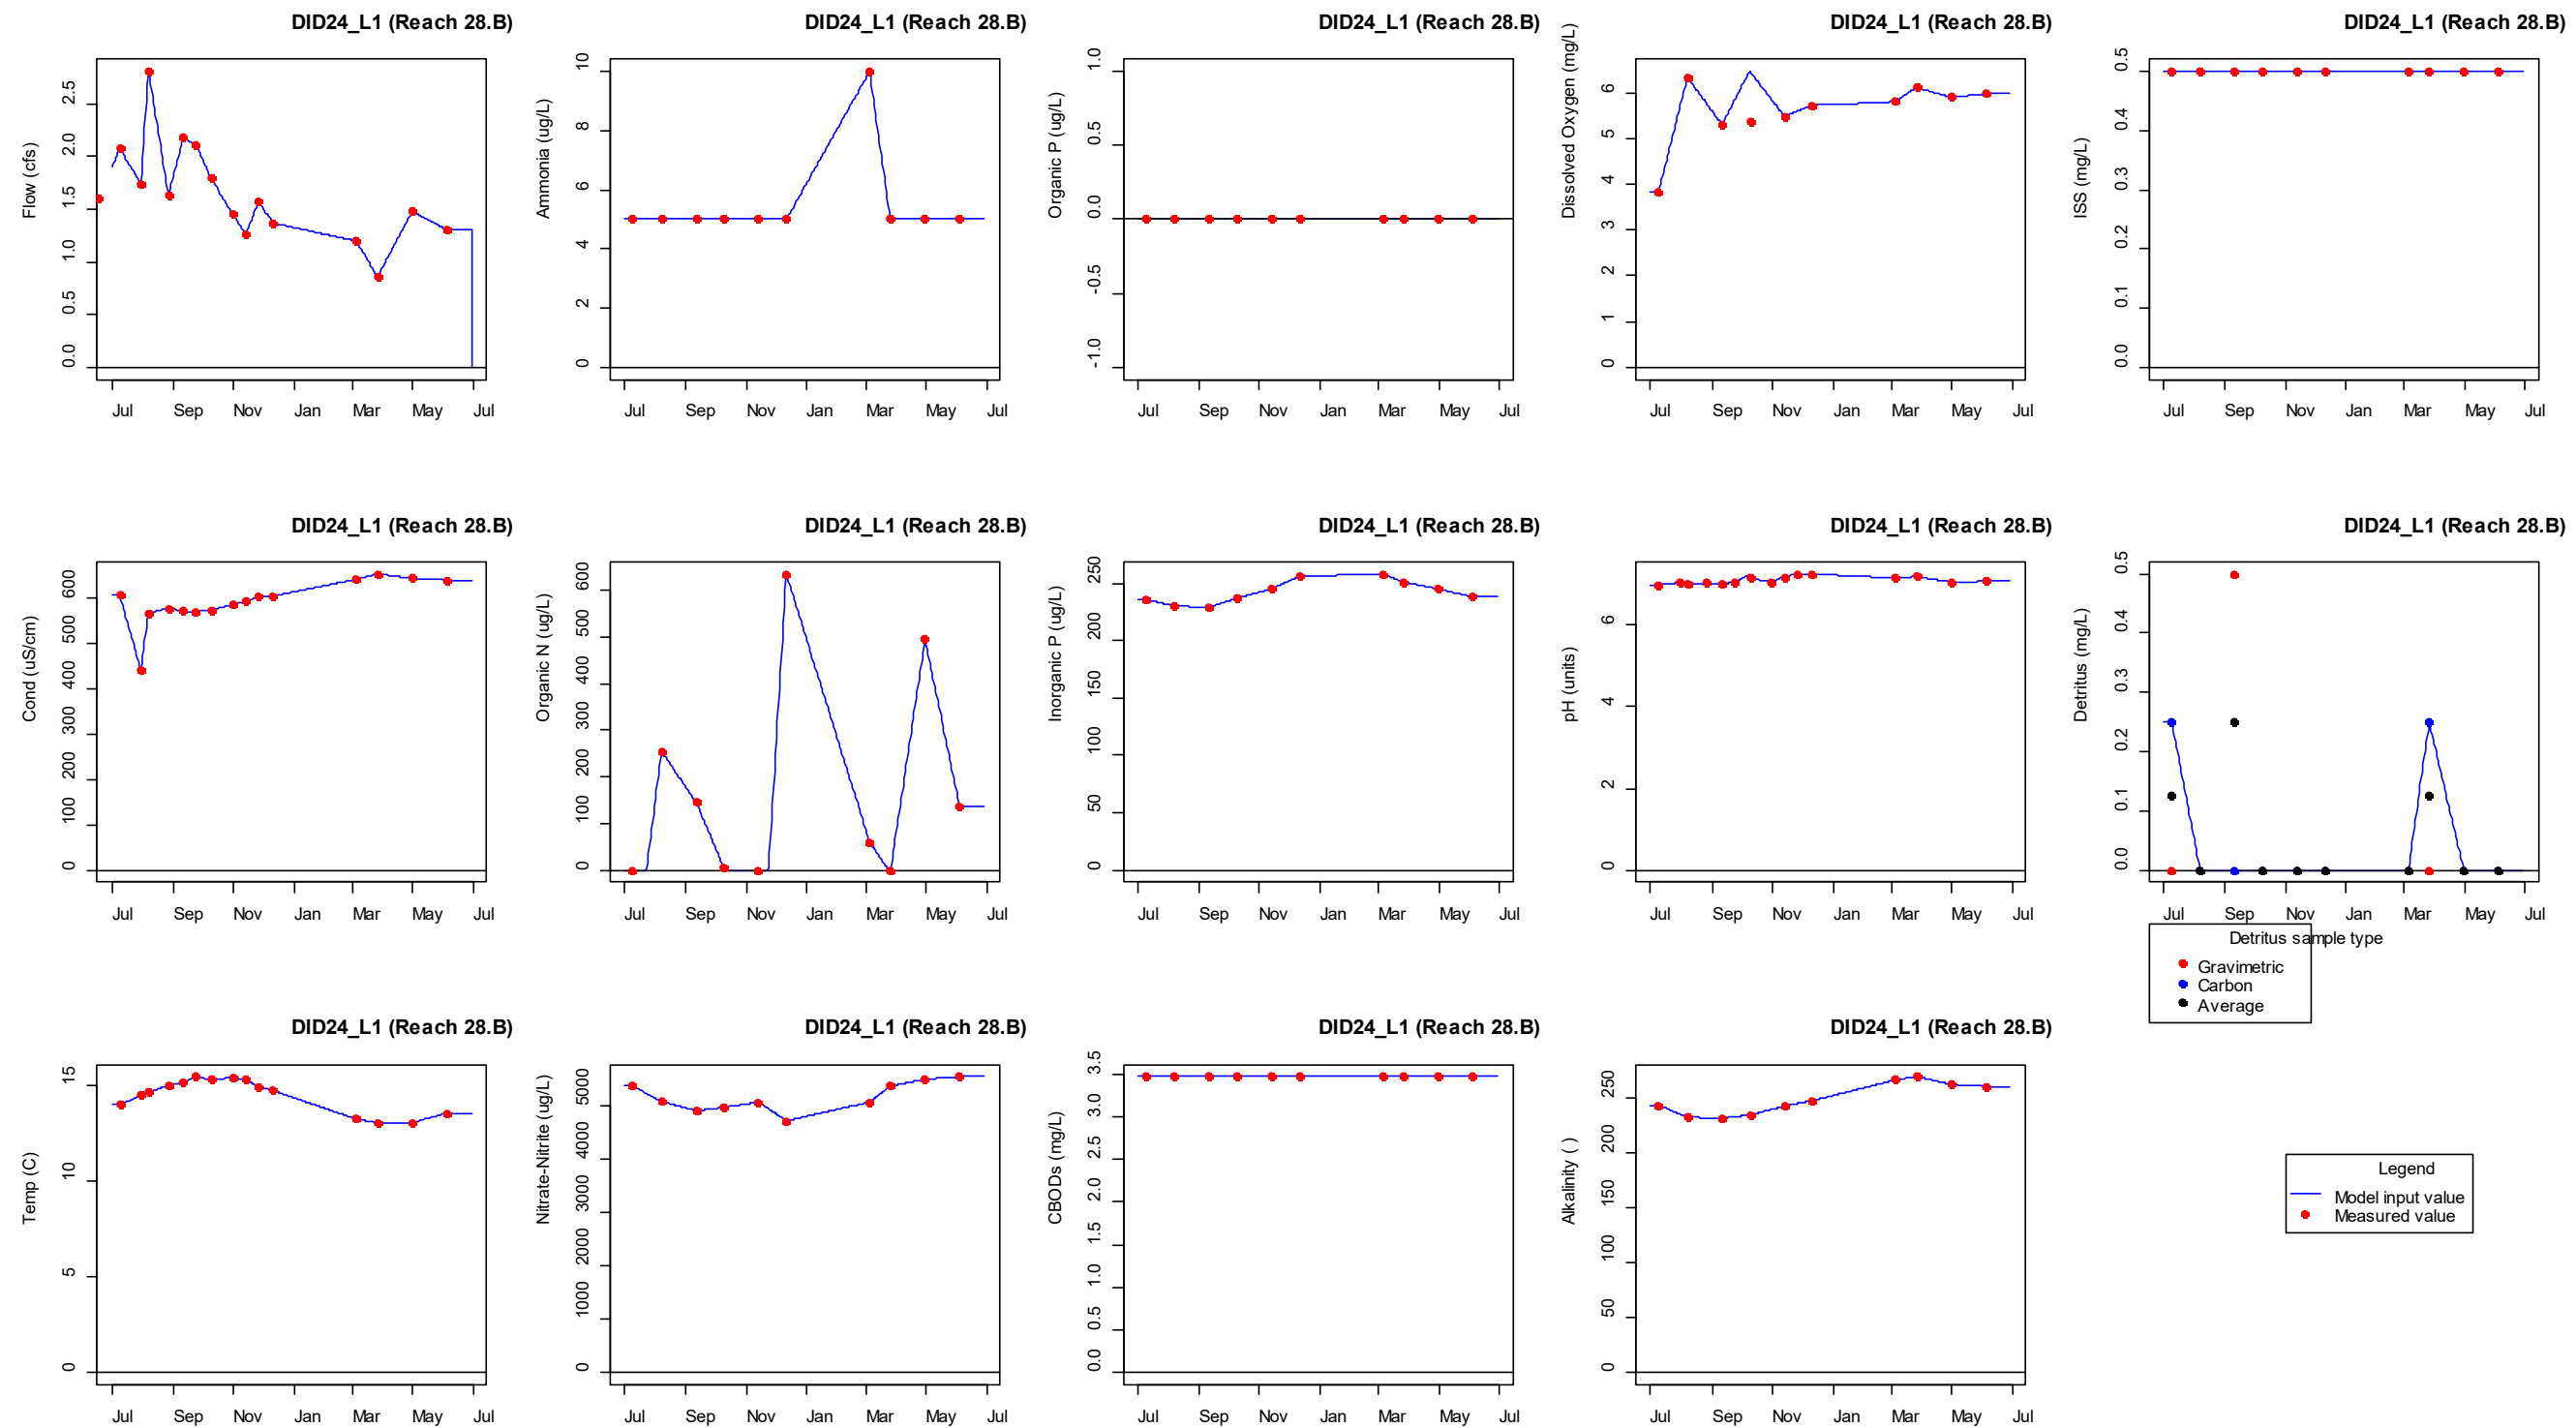 DID24_L1 (Reach 28.B)
Flow (cfs)
0.0 0.5 1.0 1.5 2.0 2.5
Jul Sep Nov Jan Mar May Jul
DID24_L1 (Reach 28.B)
Ammonia (ug/L)
0 2 4 6 8 10
Jul Sep Nov Jan Mar May Jul
DID24_L1 (Reach 28.B)
Organic P (ug/L)
-1.0 -0.5 0.0 0.5 1.0
Jul Sep Nov Jan Mar May Jul
DID24_L1 (Reach 28.B)
Dissolved Oxygen (mg/L)
0 1 2 3 4 5 6
Jul Sep Nov Jan Mar May Jul
DID24_L1 (Reach 28.B)
ISS (mg/L)
0.0 0.1 0.2 0.3 0.4 0.5
Jul Sep Nov Jan Mar May Jul
DID24_L1 (Reach 28.B)
Cond (uS/cm)
0 100 200 300 400 500 600
Jul Sep Nov Jan Mar May Jul
DID24_L1 (Reach 28.B)
Organic N (ug/L)
0 100 200 300 400 500 600
Jul Sep Nov Jan Mar May Jul
DID24_L1 (Reach 28.B)
Inorganic P (ug/L)
0 50 100 150 200 250
Jul Sep Nov Jan Mar May Jul
DID24_L1 (Reach 28.B)
pH (units)
0 2 4 6
Jul Sep Nov Jan Mar May Jul
DID24_L1 (Reach 28.B)
Detritus (mg/L)
0.0 0.1 0.2 0.3 0.4 0.5
Jul Sep Nov Jan Mar May Jul
Detritus sample type
Gravimetric
Carbon
Average
DID24_L1 (Reach 28.B)
Temp (C)
0 5 10 15
Jul Sep Nov Jan Mar May Jul
DID24_L1 (Reach 28.B)
Nitrate-Nitrite (ug/L)
0 1000 2000 3000 4000 5000
Jul Sep Nov Jan Mar May Jul
DID24_L1 (Reach 28.B)
CBODs (mg/L)
0.0 0.5 1.0 1.5 2.0 2.5 3.0 3.5
Jul Sep Nov Jan Mar May Jul
DID24_L1 (Reach 28.B)
Alkalinity ( )
0 50 100 150 200 250
Jul Sep Nov Jan Mar May Jul
Legend
Model input value
Measured value